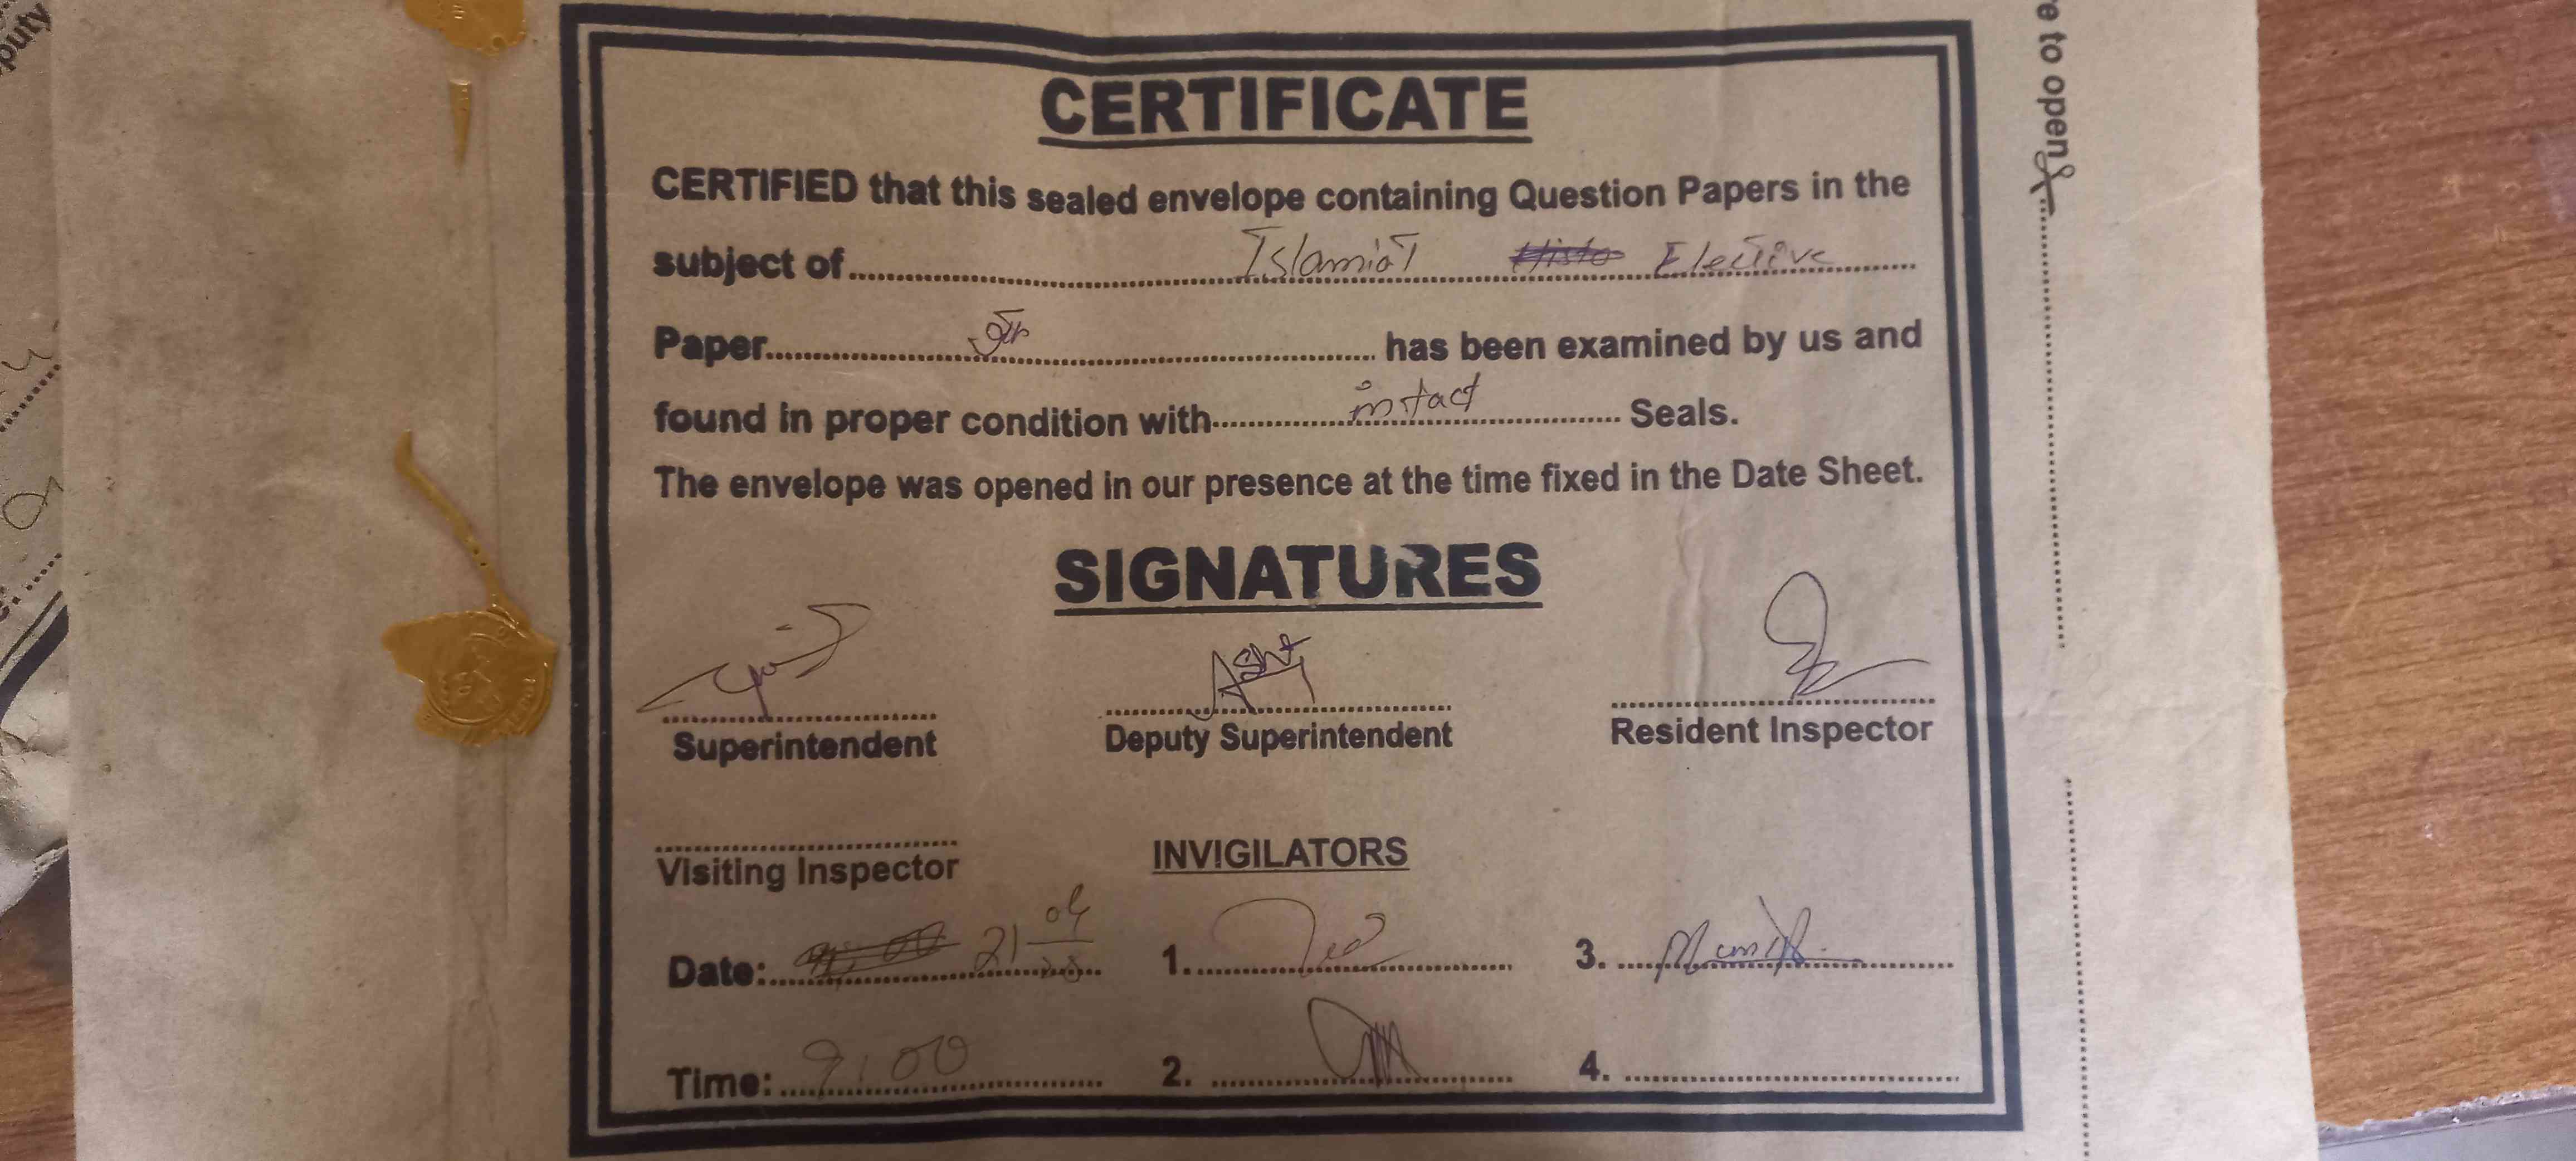 CERTIFICATE
CERTIFIED that this sealed envelope containing Question Papers in the
subject of Islamiat Elective
Paper has been examined by us and
found in proper condition with intact Seals.
The envelope was opened in our presence at the time fixed in the Date Sheet.
SIGNATURES
Superintendent Deputy Superintendent Resident Inspector
Visiting Inspector INVIGILATORS
Date: 21 04 1. 3.
Time: 9:00 2. 4.
e to open
puty